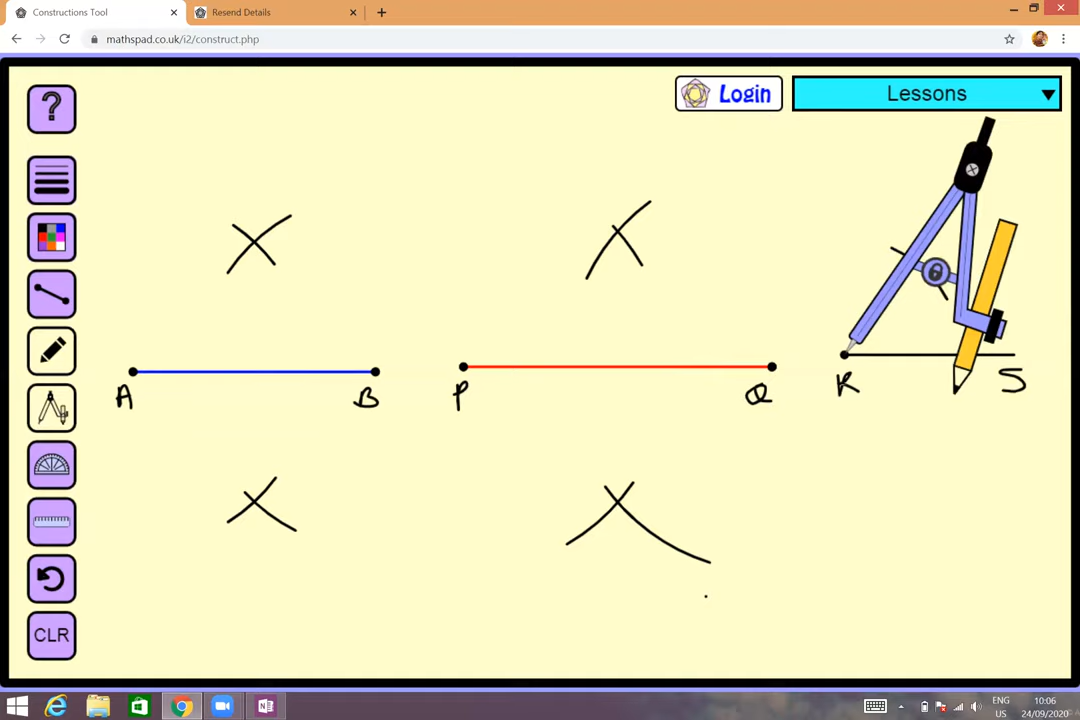 Constructions Tool
Resend Details
mathspad.co.uk/i2/construct.php
?
Login
Lessons
CLR
A
B
P
Q
R
S
ENG
US
10:06
24/09/2020